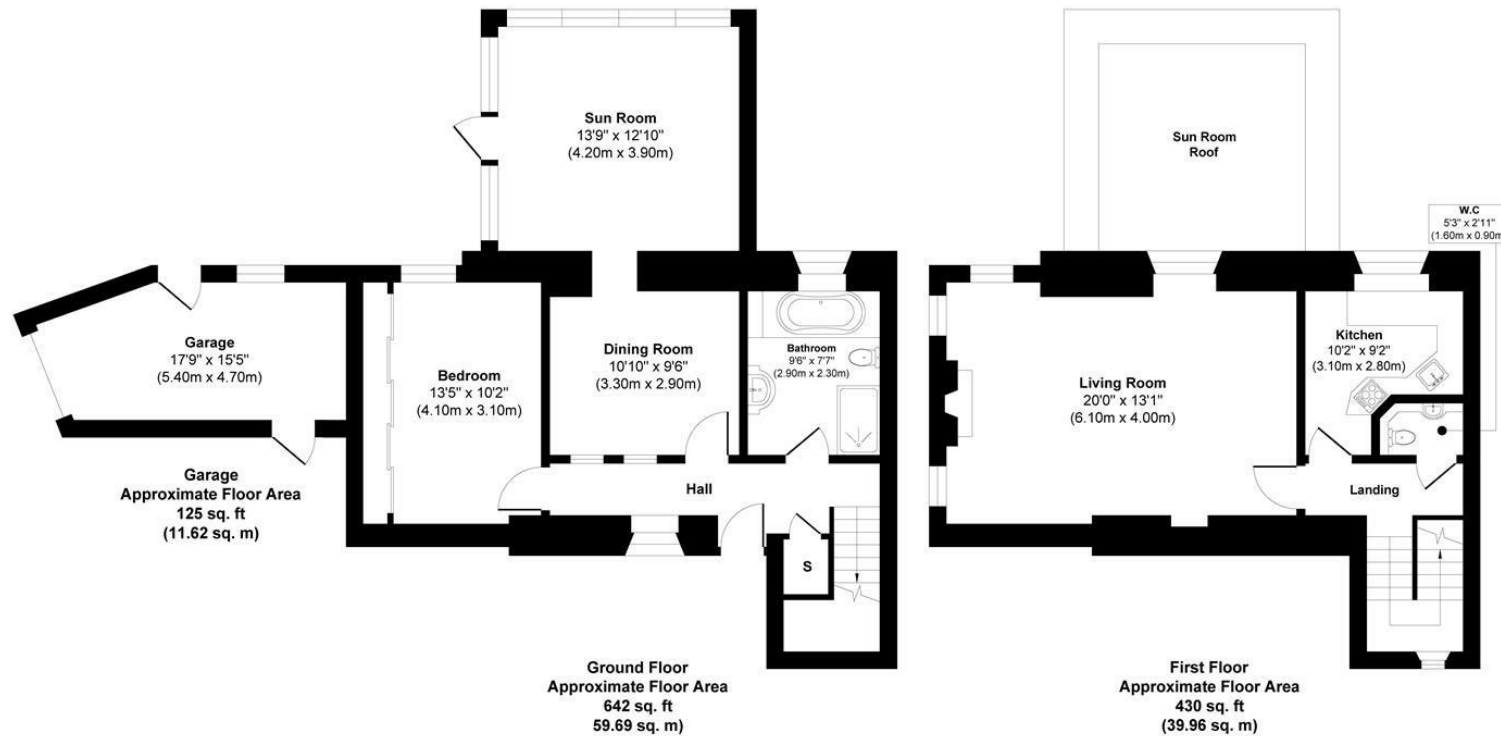 Sun Room
13'9" x 12'10"
(4.20m x 3.90m)
Garage
17'9" x 15'5"
(5.40m x 4.70m)
Bedroom
13'5" x 10'2"
(4.10m x 3.10m)
Dining Room
10'10" x 9'6"
(3.30m x 2.90m)
Bathroom
9'6" x 7'7"
(2.90m x 2.30m)
Hall
S
Garage
Approximate Floor Area
125 sq. ft
(11.62 sq. m)
Ground Floor
Approximate Floor Area
642 sq. ft
59.69 sq. m)
Sun Room
Roof
W.C
5'3" x 2'11"
(1.60m x 0.90m
Kitchen
10'2" x 9'2"
(3.10m x 2.80m)
Living Room
20'0" x 13'1"
(6.10m x 4.00m)
Landing
First Floor
Approximate Floor Area
430 sq. ft
(39.96 sq. m)